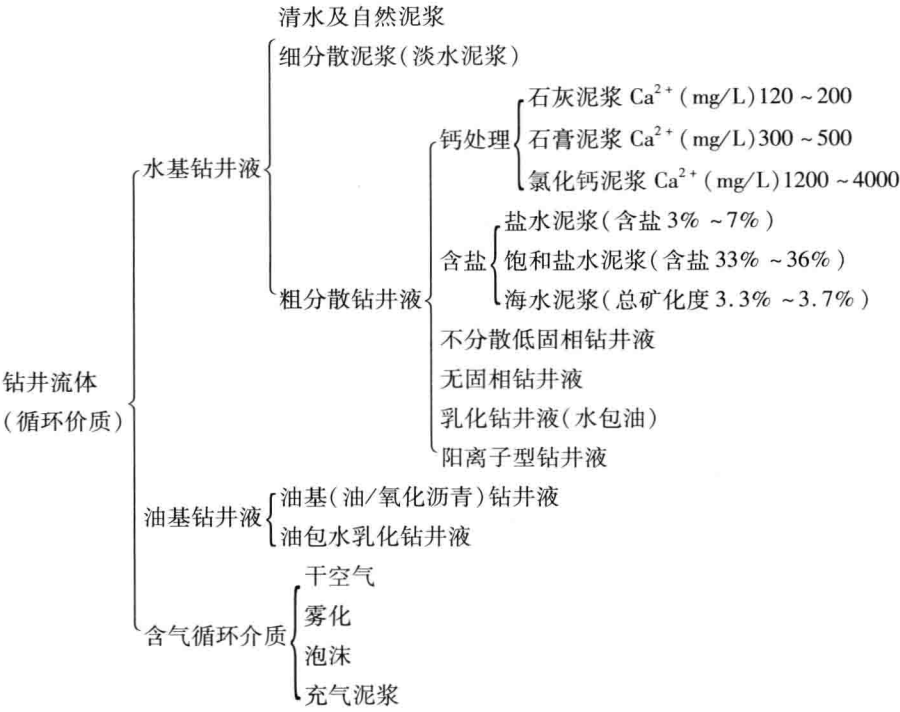 清水及自然泥浆
细分散泥浆(淡水泥浆)
石灰泥浆 Ca²⁺(mg/L)120~200
钙处理
石膏泥浆 Ca²⁺(mg/L)300~500
氯化钙泥浆 Ca²⁺(mg/L)1200~4000
水基钻井液
盐水泥浆(含盐3%~7%)
含盐
饱和盐水泥浆(含盐33%~36%)
粗分散钻井液
海水泥浆(总矿化度3.3%~3.7%)
不分散低固相钻井液
钻井流体
(循环价质)
无固相钻井液
乳化钻井液(水包油)
阳离子型钻井液
油基钻井液
油基(油/氧化沥青)钻井液
油包水乳化钻井液
含气循环介质
干空气
雾化
泡沫
充气泥浆